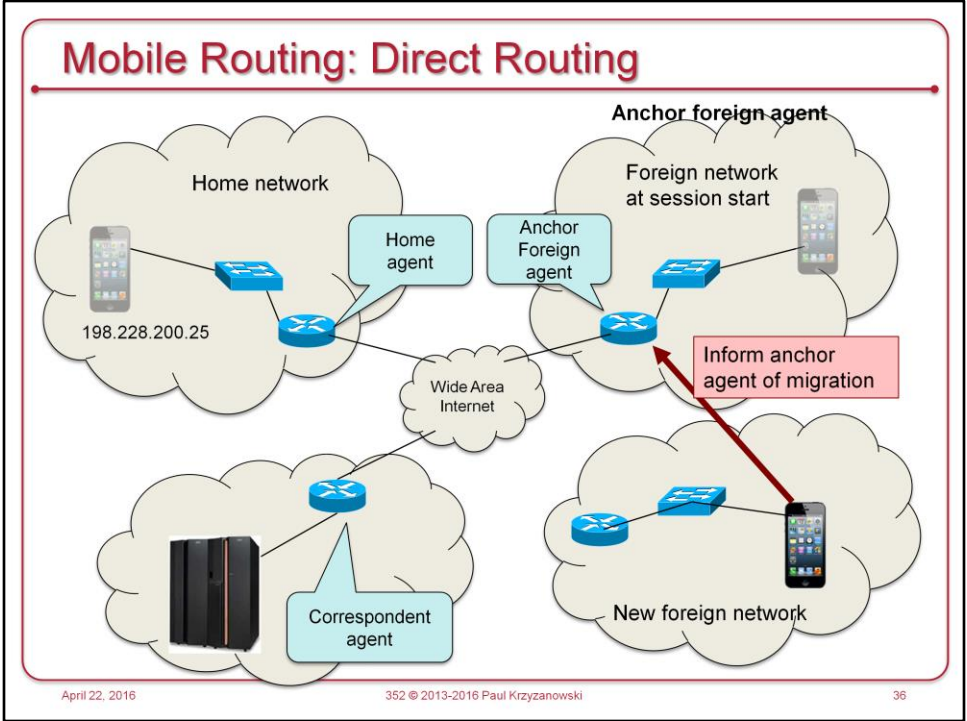 Mobile Routing: Direct Routing
Anchor foreign agent
Home network
Foreign network
at session start
Home
agent
Anchor
Foreign
agent
198.228.200.25
Inform anchor
agent of migration
Wide Area
Internet
Correspondent
agent
New foreign network
April 22, 2016
352 © 2013-2016 Paul Krzyzanowski
36